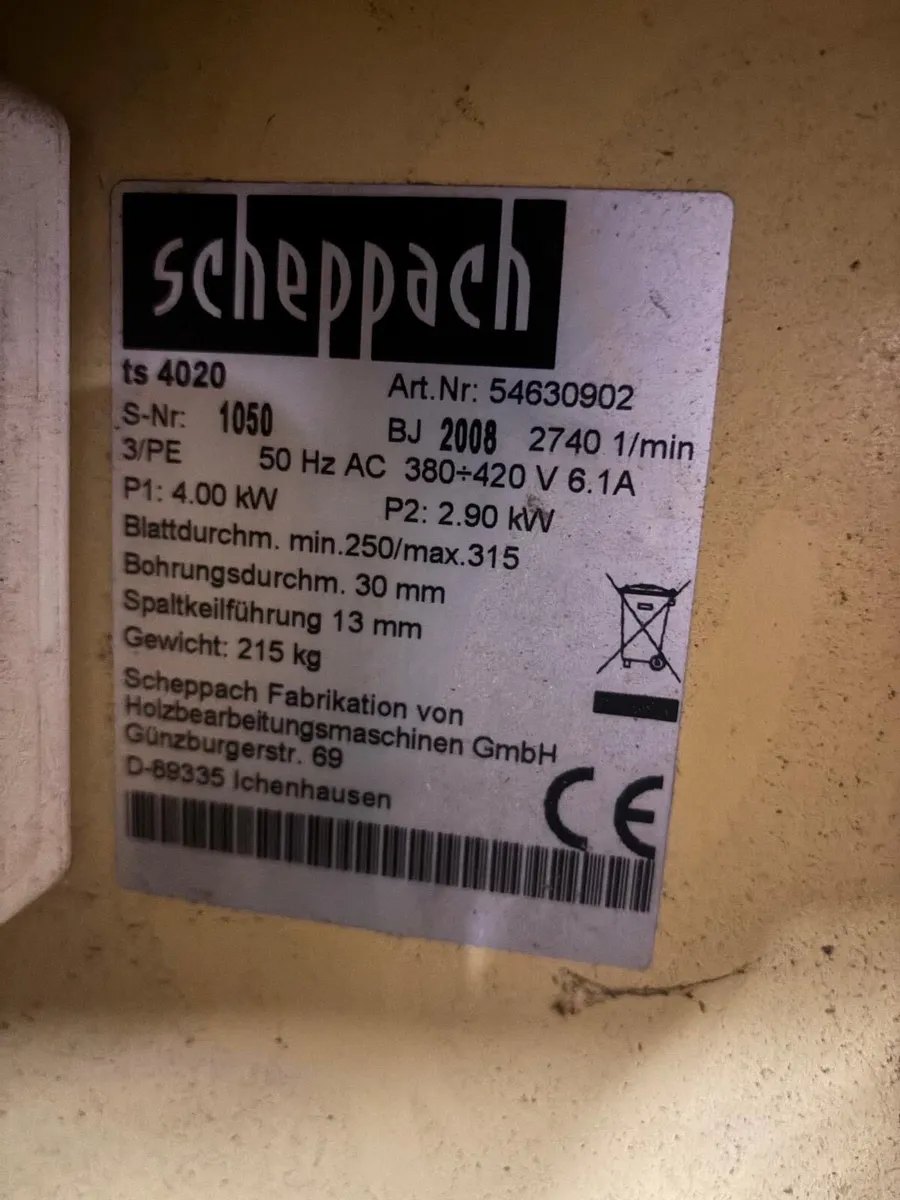 scheppach
ts 4020 Art.Nr: 54630902
S-Nr: 1050 BJ 2008 2740 1/min
3/PE 50 Hz AC 380÷420 V 6.1A
P1: 4.00 kW P2: 2.90 kW
Blattdurchm. min.250/max.315
Bohrungsdurchm. 30 mm
Spaltkeilführung 13 mm
Gewicht: 215 kg
Scheppach Fabrikation von
Holzbearbeitungsmaschinen GmbH
Günzburgerstr. 69
D-89335 Ichenhausen
CE